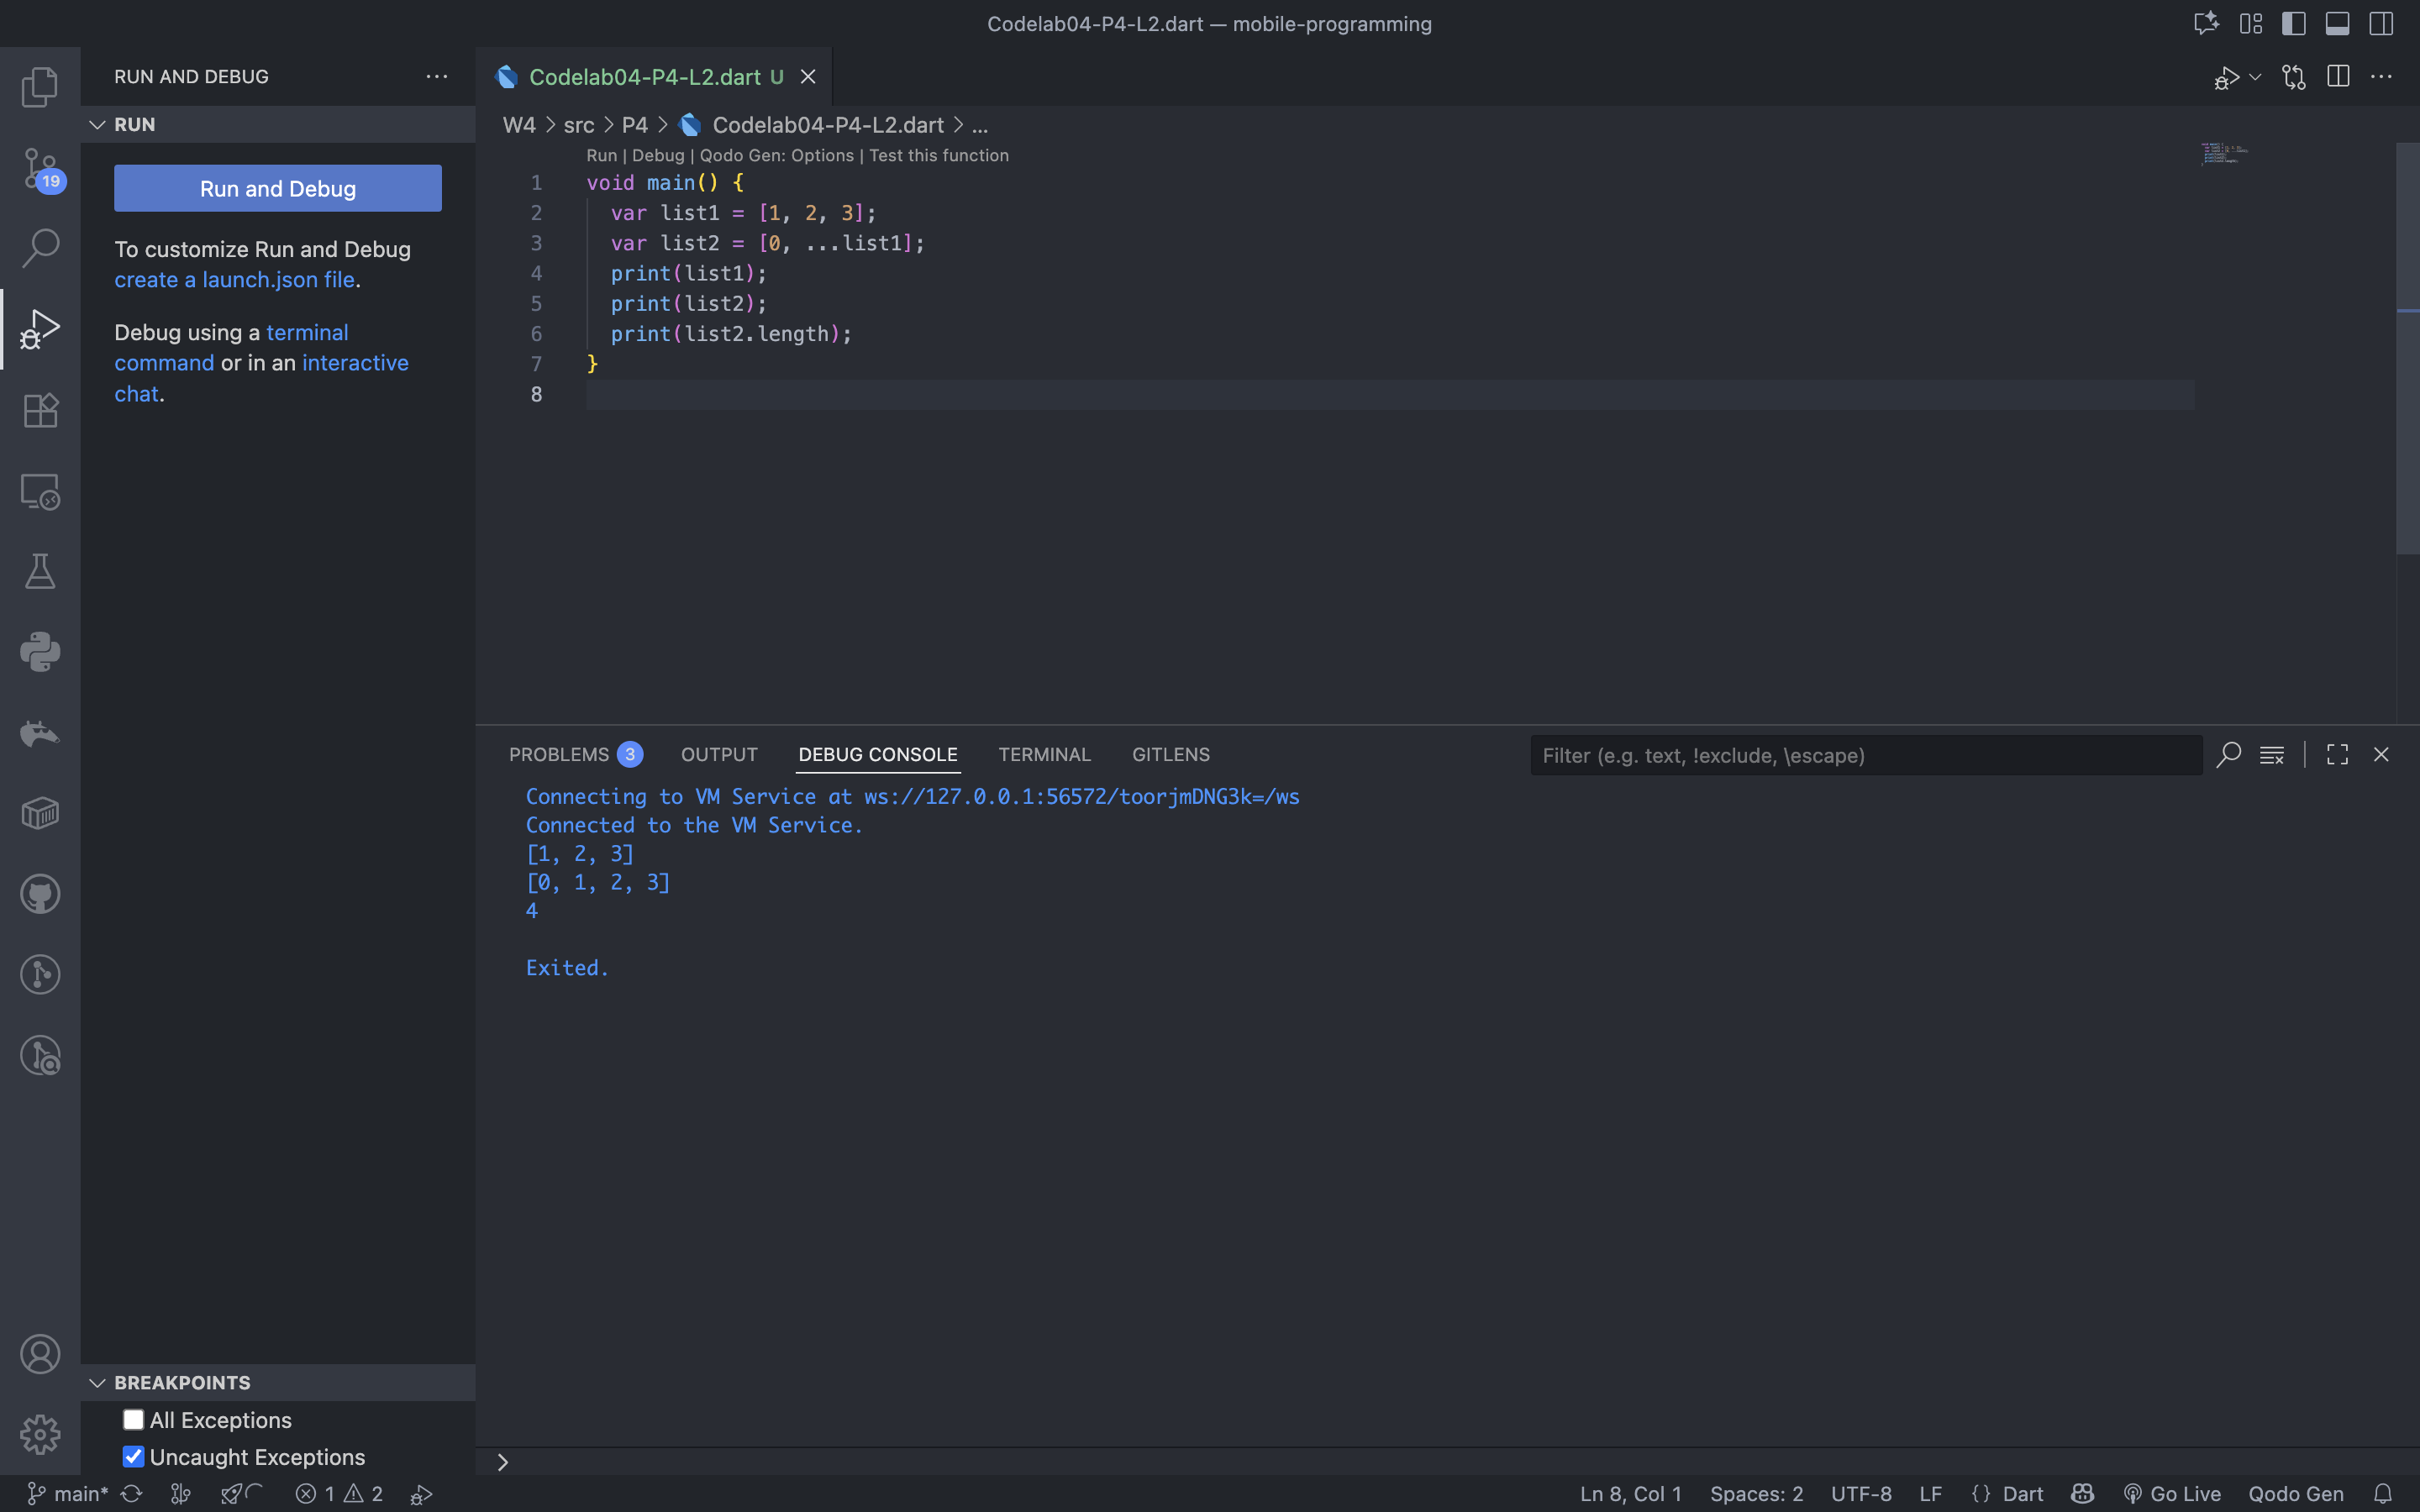 Codelab04-P4-L2.dart — mobile-programming
RUN AND DEBUG
RUN
Run and Debug
To customize Run and Debug
create a launch.json file.
Debug using a terminal
command or in an interactive
chat.
19
Codelab04-P4-L2.dart U
W4 > src > P4 > Codelab04-P4-L2.dart > ...
Run | Debug | Qodo Gen: Options | Test this function
1 void main() {
2 var list1 = [1, 2, 3];
3 var list2 = [0, ...list1];
4 print(list1);
5 print(list2);
6 print(list2.length);
7 }
8
PROBLEMS 3 OUTPUT DEBUG CONSOLE TERMINAL GITLENS
Filter (e.g. text, !exclude, \escape)
Connecting to VM Service at ws://127.0.0.1:56572/toorjmDNG3k=/ws
Connected to the VM Service.
[1, 2, 3]
[0, 1, 2, 3]
4
Exited.
BREAKPOINTS
All Exceptions
Uncaught Exceptions
main* 1 2 Ln 8, Col 1 Spaces: 2 UTF-8 LF {} Dart Go Live Qodo Gen